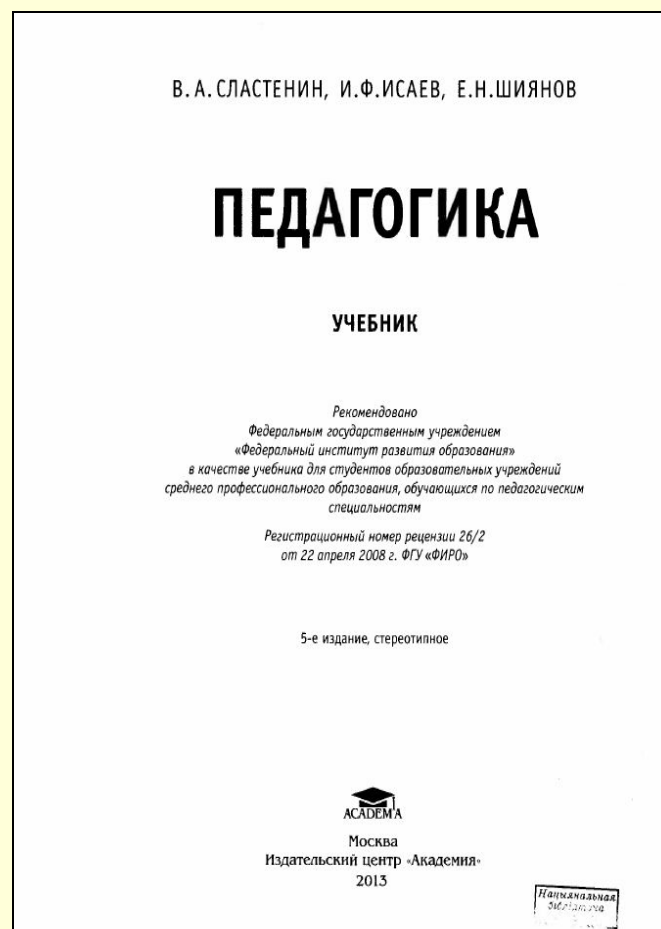 В. А. СЛАСТЕНИН, И.Ф.ИСАЕВ, Е.Н.ШИЯНОВ
ПЕДАГОГИКА
УЧЕБНИК
Рекомендовано
Федеральным государственным учреждением
«Федеральный институт развития образования»
в качестве учебника для студентов образовательных учреждений
среднего профессионального образования, обучающихся по педагогическим
специальностям
Регистрационный номер рецензии 26/2
от 22 апреля 2008 г. ФГУ «ФИРО»
5-е издание, стереотипное
ACADEMA
Москва
Издательский центр «Академия»
2013
Нацыянальная